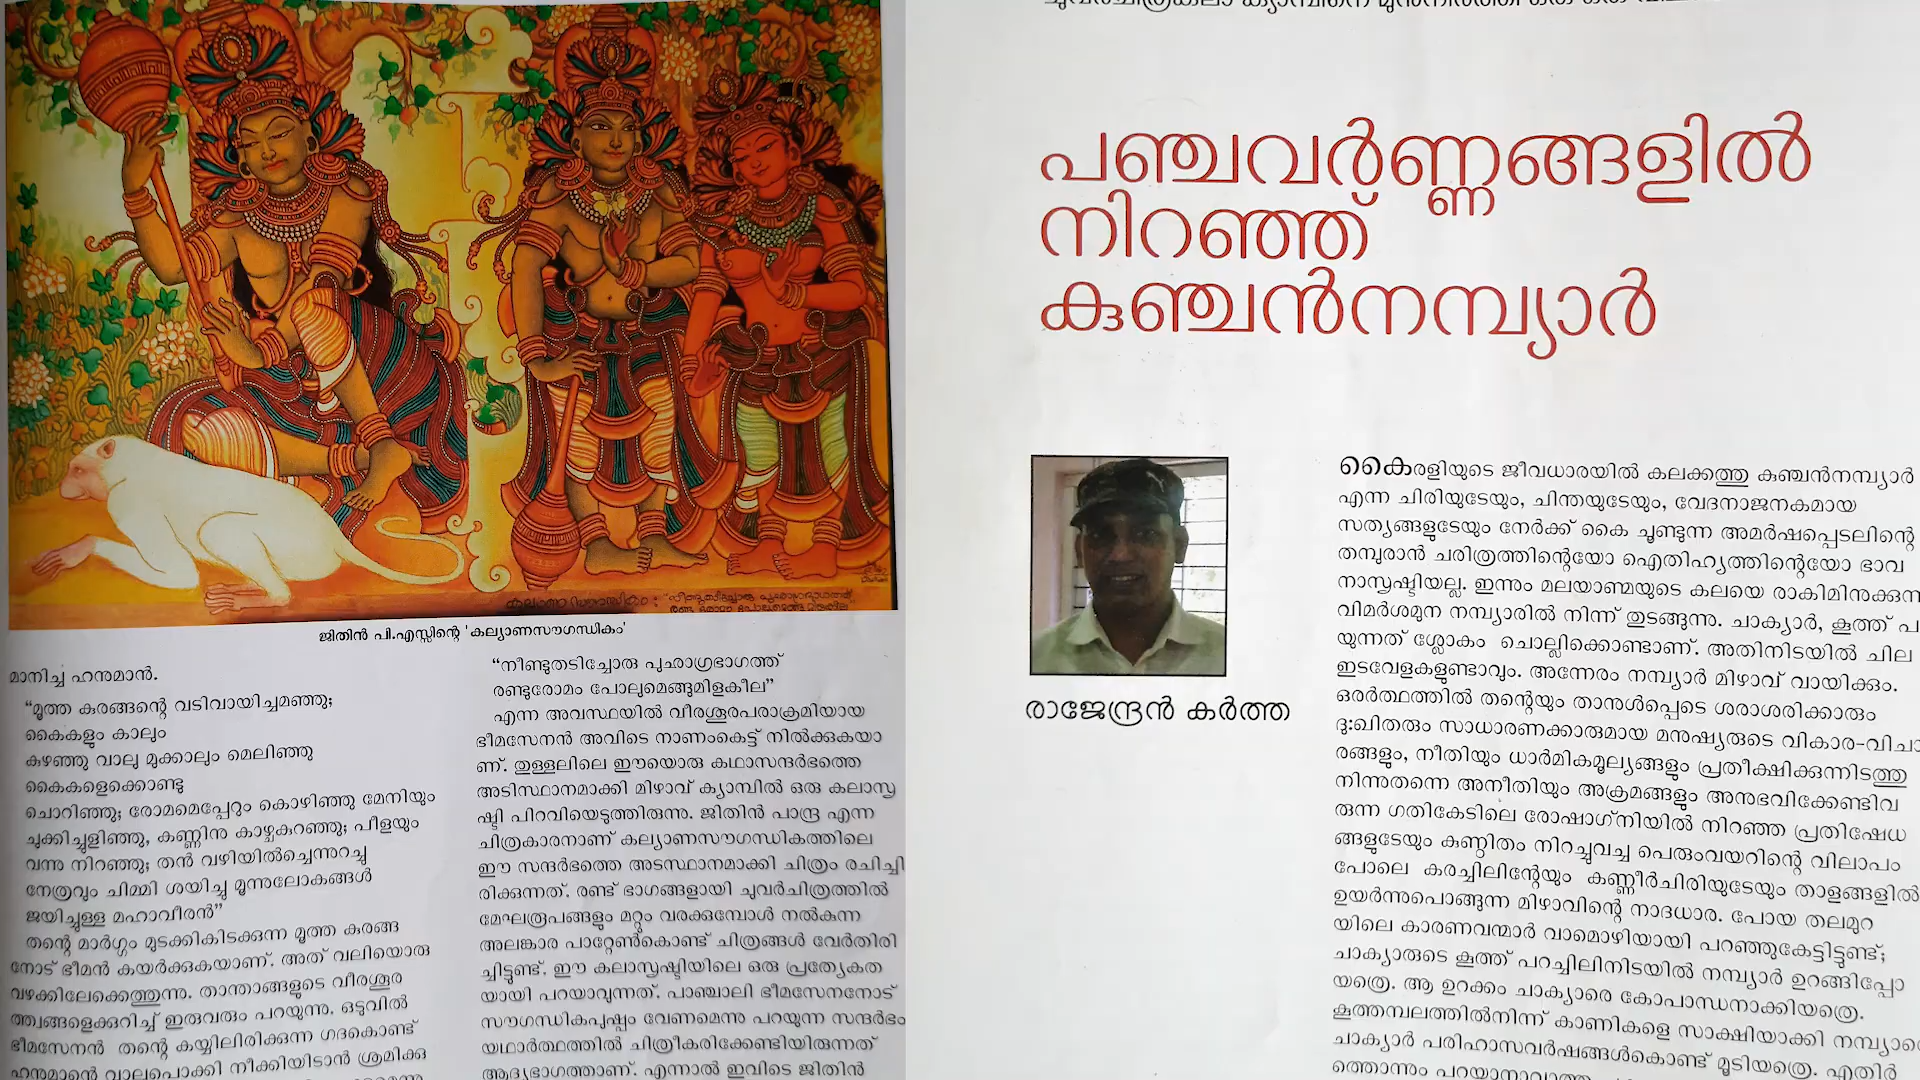 ജിതിൻ പി.എസ്സിന്റെ 'കല്യാണസൗഗന്ധികം'
മാനിച്ച ഹനുമാൻ.
“മൂത്ത കുരങ്ങന്റെ വടിവായിച്ചമഞ്ഞു;
കൈകളും കാലും
കുഴഞ്ഞു വാലു മുക്കാലും മെലിഞ്ഞു
കൈകളെക്കൊണ്ടു
ചൊറിഞ്ഞു; രോമമെപ്പേറും കൊഴിഞ്ഞു മേനിയും
ചുക്കിച്ചുളിഞ്ഞു, കണ്ണിനു കാഴ്ചകുറഞ്ഞു; പീളയും
വന്നു നിറഞ്ഞു; തൻ വഴിയിൽച്ചെന്നുറച്ചു
നേത്രവും ചിമ്മി ശയിച്ചു മൂന്നുലോകങ്ങൾ
ജയിച്ചുള്ള മഹാവീരൻ”
തന്റെ മാർഗ്ഗം മുടക്കികിടക്കുന്ന മൂത്ത കുരങ്ങ
നോട് ഭീമൻ കയർക്കുകയാണ്. അത് വലിയൊരു
വഴക്കിലേക്കെത്തുന്നു. താന്താങ്ങളുടെ വീരശൂര
ത്ത്വങ്ങളെക്കുറിച്ച് ഇരുവരും പറയുന്നു. ഒടുവിൽ
ഭീമസേനൻ തന്റെ കയ്യിലിരിക്കുന്ന ഗദകൊണ്ട്
ഹനുമാന്റെ വാലുപൊക്കി നീക്കിയിടാൻ ശ്രമിക്കു
“നീണ്ടുതടിച്ചോരു പുഛാഗ്രഭാഗത്ത്
രണ്ടുരോമം പോലുമെങ്ങുമിളകീല”
എന്ന അവസ്ഥയിൽ വീരശൂരപരാക്രമിയായ
ഭീമസേനൻ അവിടെ നാണംകെട്ട് നിൽക്കുകയാ
ണ്. തുള്ളലിലെ ഈയൊരു കഥാസന്ദർഭത്തെ
അടിസ്ഥാനമാക്കി മിഴാവ് ക്യാമ്പിൽ ഒരു കലാസൃ
ഷ്ടി പിറവിയെടുത്തിരുന്നു. ജിതിൻ പാന്ദ്ര എന്ന
ചിത്രകാരനാണ് കല്യാണസൗഗന്ധികത്തിലെ
ഈ സന്ദർഭത്തെ അടസ്ഥാനമാക്കി ചിത്രം രചിച്ചി
രിക്കുന്നത്. രണ്ട് ഭാഗങ്ങളായി ചുവർചിത്രത്തിൽ
മേഘരൂപങ്ങളും മറ്റും വരക്കുമ്പോൾ നൽകുന്ന
അലങ്കാര പാറ്റേൺകൊണ്ട് ചിത്രങ്ങൾ വേർതിരി
ച്ചിട്ടുണ്ട്. ഈ കലാസൃഷ്ടിയിലെ ഒരു പ്രത്യേകത
യായി പറയാവുന്നത്. പാഞ്ചാലി ഭീമസേനനോട്
സൗഗന്ധികപുഷ്പം വേണമെന്നു പറയുന്ന സന്ദർഭം
യഥാർത്ഥത്തിൽ ചിത്രീകരിക്കേണ്ടിയിരുന്നത്
ആദ്യഭാഗത്താണ്. എന്നാൽ ഇവിടെ ജിതിൻ
പഞ്ചവർണ്ണങ്ങളിൽ
നിറഞ്ഞ്
കുഞ്ചൻനമ്പ്യാർ
രാജേന്ദ്രൻ കർത്ത
കൈരളിയുടെ ജീവധാരയിൽ കലക്കത്തു കുഞ്ചൻനമ്പ്യാർ
എന്ന ചിരിയുടേയും, ചിന്തയുടേയും, വേദനാജനകമായ
സത്യങ്ങളുടേയും നേർക്ക് കൈ ചൂണ്ടുന്ന അമർഷപ്പെടലിന്റെ
തമ്പുരാൻ ചരിത്രത്തിന്റെയോ ഐതിഹ്യത്തിന്റെയോ ഭാവ
നാസൃഷ്ടിയല്ല. ഇന്നും മലയാണ്മയുടെ കലയെ രാകിമിനുക്കുന്ന
വിമർശമുന നമ്പ്യാരിൽ നിന്ന് തുടങ്ങുന്നു. ചാക്യാർ, കൂത്ത് പ
യുന്നത് ശ്ലോകം ചൊല്ലിക്കൊണ്ടാണ്. അതിനിടയിൽ ചില
ഇടവേളകളുണ്ടാവും. അന്നേരം നമ്പ്യാർ മിഴാവ് വായിക്കും.
ഒരർത്ഥത്തിൽ തന്റെയും താനുൾപ്പെടെ ശരാശരിക്കാരും
ദു:ഖിതരും സാധാരണക്കാരുമായ മനുഷ്യരുടെ വികാര-വിചാ
രങ്ങളും, നീതിയും ധാർമികമൂല്യങ്ങളും പ്രതീക്ഷിക്കുന്നിടത്തു
നിന്നുതന്നെ അനീതിയും അക്രമങ്ങളും അനുഭവിക്കേണ്ടിവ
രുന്ന ഗതികേടിലെ രോഷാഗ്‌നിയിൽ നിറഞ്ഞ പ്രതിഷേധ
ങ്ങളുടേയും കുണ്ഠിതം നിറച്ചുവച്ച പെരുംവയറിന്റെ വിലാപം
പോലെ കരച്ചിലിന്റേയും കണ്ണീർചിരിയുടേയും താളങ്ങളിൽ
ഉയർന്നുപൊങ്ങുന്ന മിഴാവിന്റെ നാദധാര. പോയ തലമുറ
യിലെ കാരണവന്മാർ വാമൊഴിയായി പറഞ്ഞുകേട്ടിട്ടുണ്ട്;
ചാക്യാരുടെ കൂത്ത് പറച്ചിലിനിടയിൽ നമ്പ്യാർ ഉറങ്ങിപ്പോ
യത്രെ. ആ ഉറക്കം ചാക്യാരെ കോപാന്ധനാക്കിയത്രെ.
കൂത്തമ്പലത്തിൽനിന്ന് കാണികളെ സാക്ഷിയാക്കി നമ്പ്യാരെ
ചാക്യാർ പരിഹാസവർഷങ്ങൾകൊണ്ട് മൂടിയത്രെ. എതിർ
ത്തൊന്നും പറയാനാവാത്ത